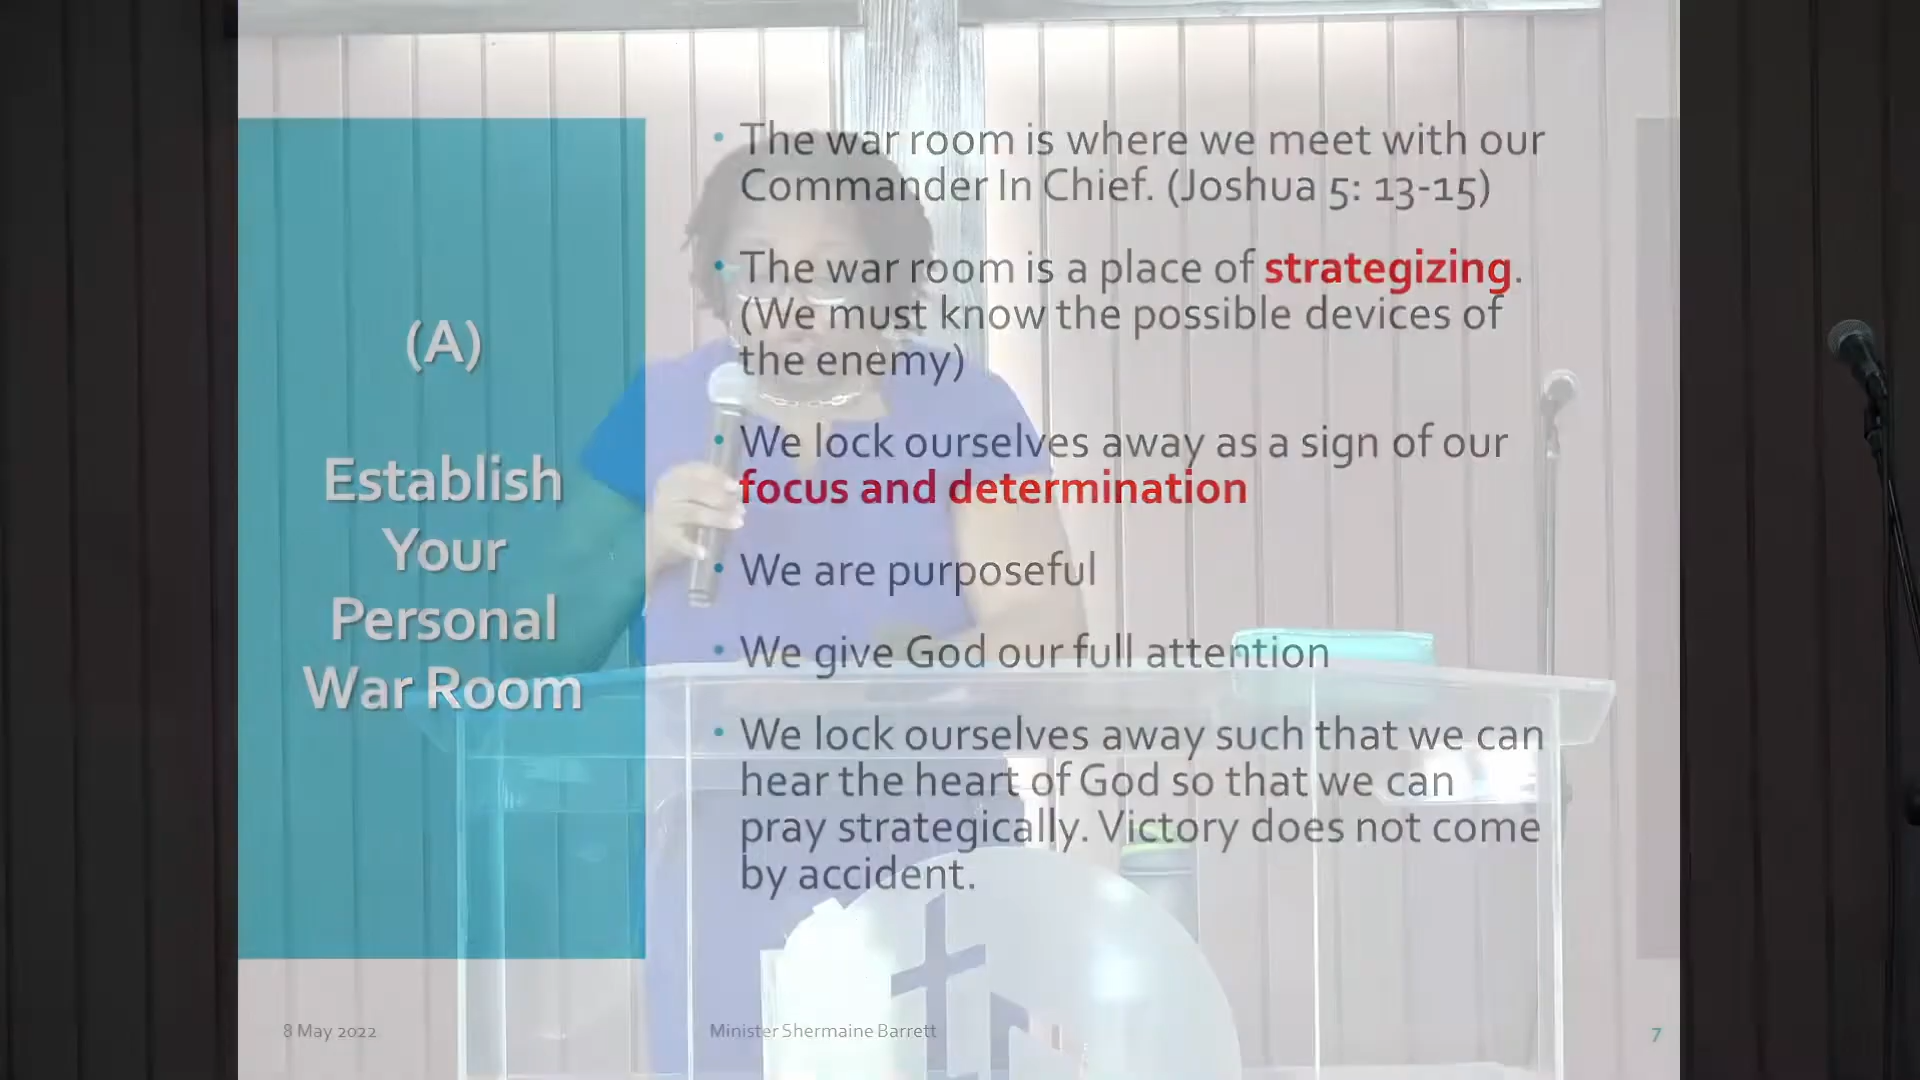 (A)
Establish
Your
Personal
War Room
• The war room is where we meet with our
Commander In Chief. (Joshua 5: 13-15)
• The war room is a place of strategizing.
(We must know the possible devices of
the enemy)
• We lock ourselves away as a sign of our
focus and determination
• We are purposeful
• We give God our full attention
• We lock ourselves away such that we can
hear the heart of God so that we can
pray strategically. Victory does not come
by accident.
8 May 2022
Minister Shermaine Barrett
7